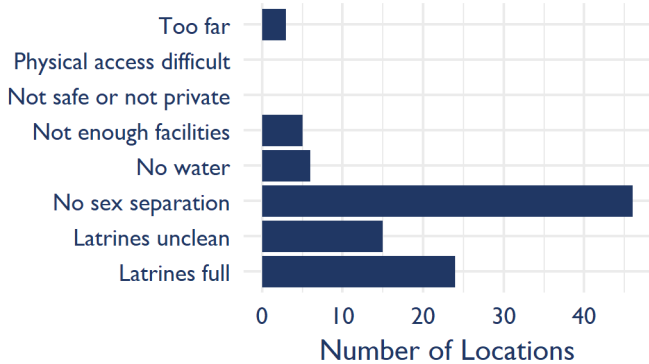 Too far
Physical access difficult
Not safe or not private
Not enough facilities
No water
No sex separation
Latrines unclean
Latrines full
0 10 20 30 40
Number of Locations